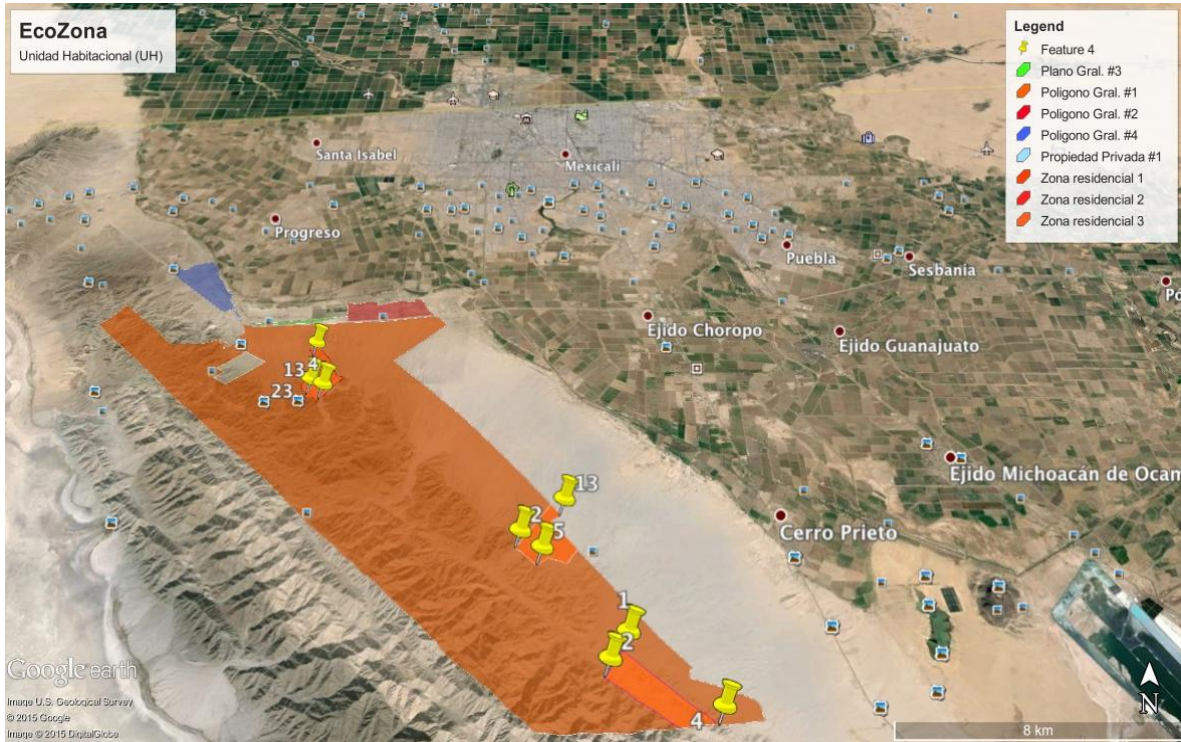 EcoZona
Unidad Habitacional (UH)
Legend
Feature 4
Plano Gral. #3
Poligono Gral. #1
Poligono Gral. #2
Poligono Gral. #4
Propiedad Privada #1
Zona residencial 1
Zona residencial 2
Zona residencial 3
Santa Isabel
Mexicali
Progreso
Puebla
Sesbania
Pó
Ejido Choropo
Ejido Guanajuato
4
13
23
Ejido Michoacán de Ocam
13
2
5
Cerro Prieto
1
2
4
Google earth
Image U.S. Geological Survey
© 2015 Google
Image © 2015 DigitalGlobe
N
8 km